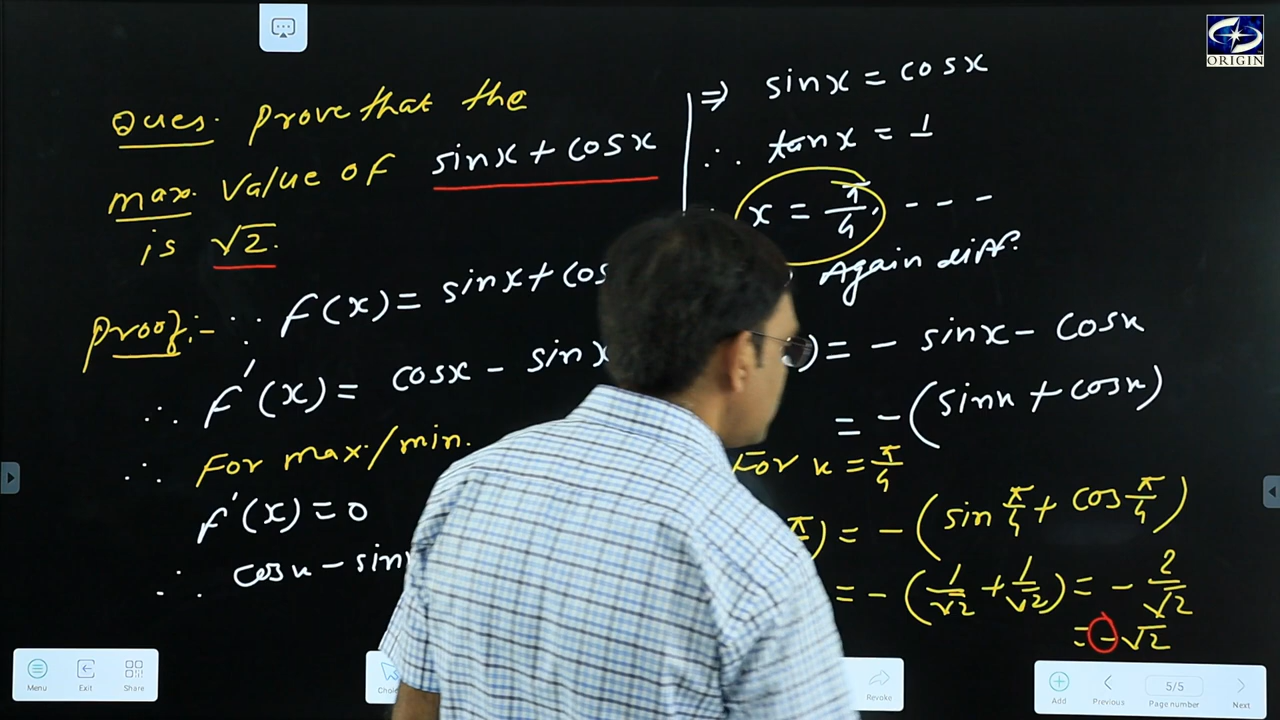 Ques. Prove that the
max. value of sinx + cosx
is √2.
Proof:- ∵ f(x) = sinx + cos
∴ f'(x) = cosx - sinx
∴ For max./min.
f'(x) = 0
∴ cosx - sin
⇒ sinx = cosx
∴ tanx = 1
x = π/4, - - -
Again diff.
) = - sinx - cosx
= -(sinx + cosx)
For x = π/4
π/ ) = -(sin π/4 + cos π/4)
= -(1/√2 + 1/√2) = - 2/√2
= -√2
ORIGIN
Menu
Exit
Share
Revoke
Add
Previous
5/5
Page number
Next